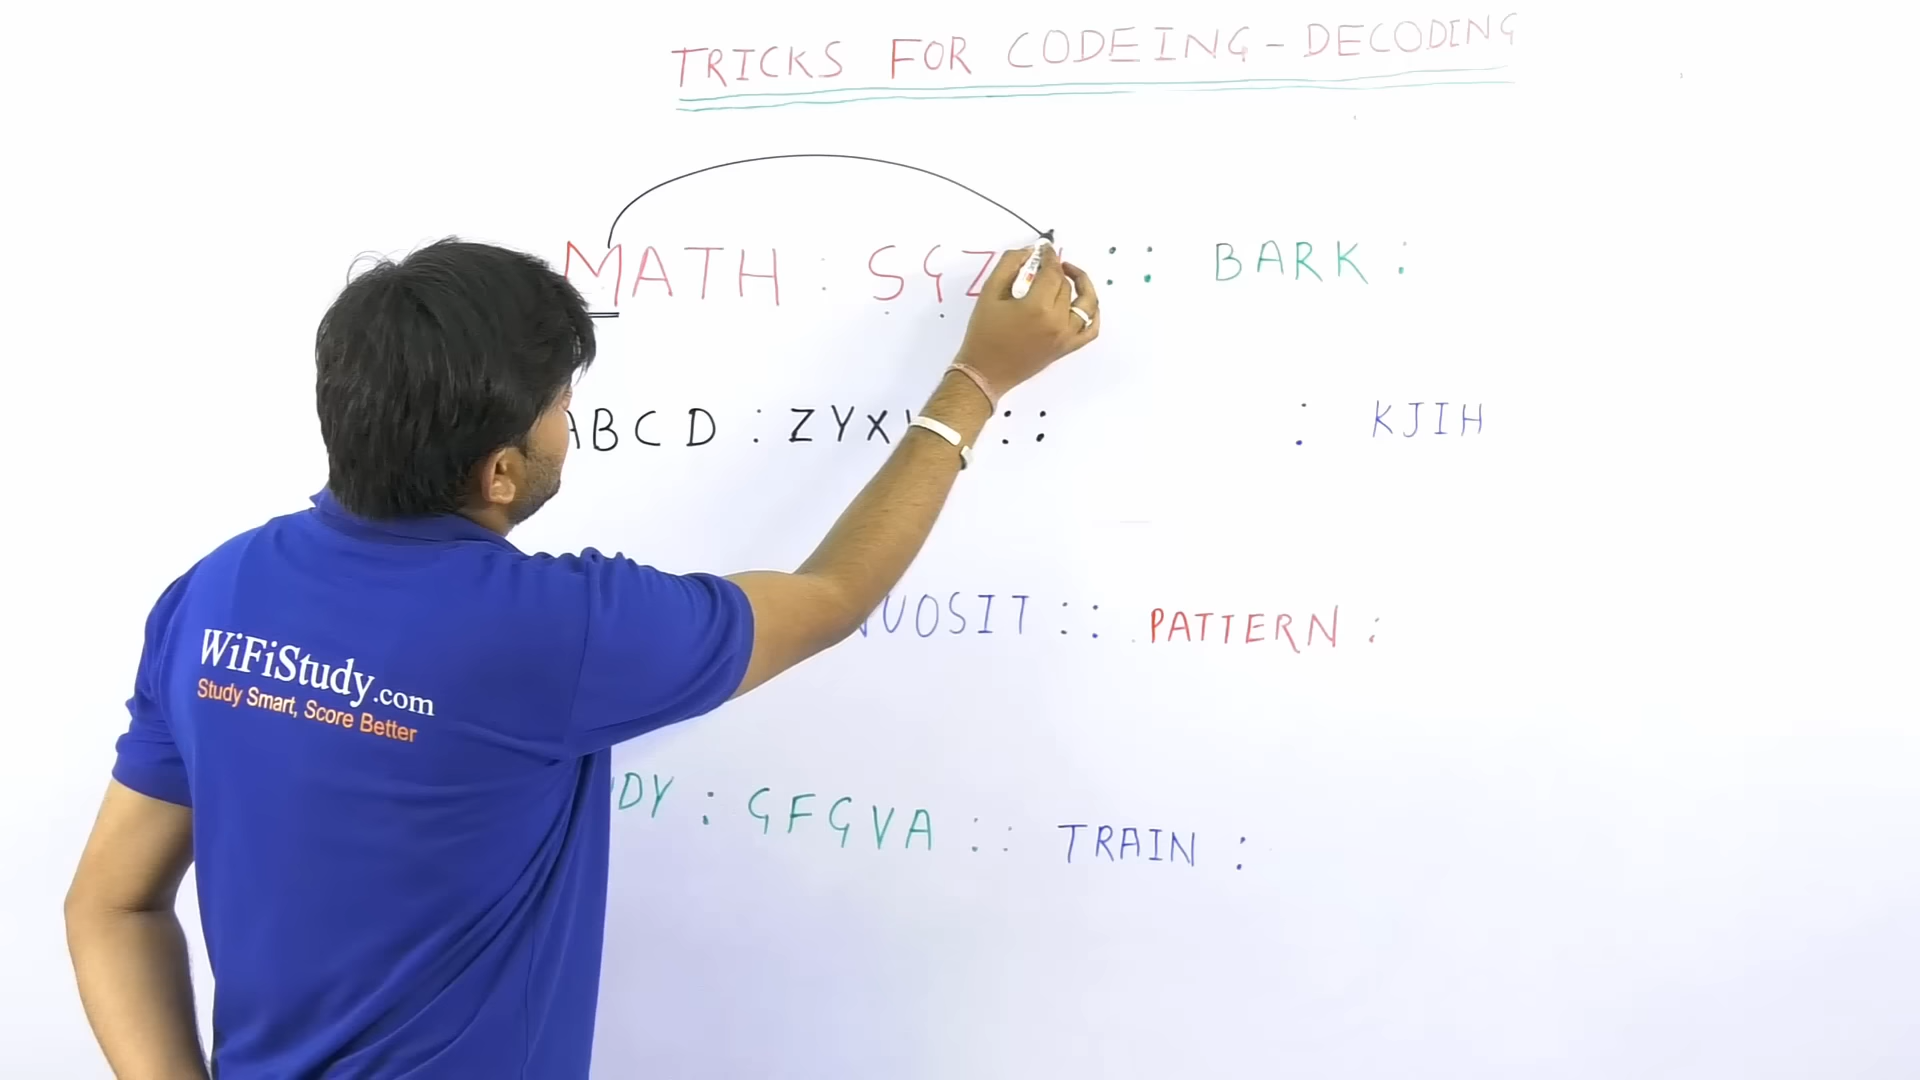 TRICKS FOR CODEING - DECODING
MATH : SGZN :: BARK :
ABCD : ZYX :: : KJIH
NUOSIT :: PATTERN :
DY : GFGVA :: TRAIN :
WiFiStudy.com
Study Smart, Score Better